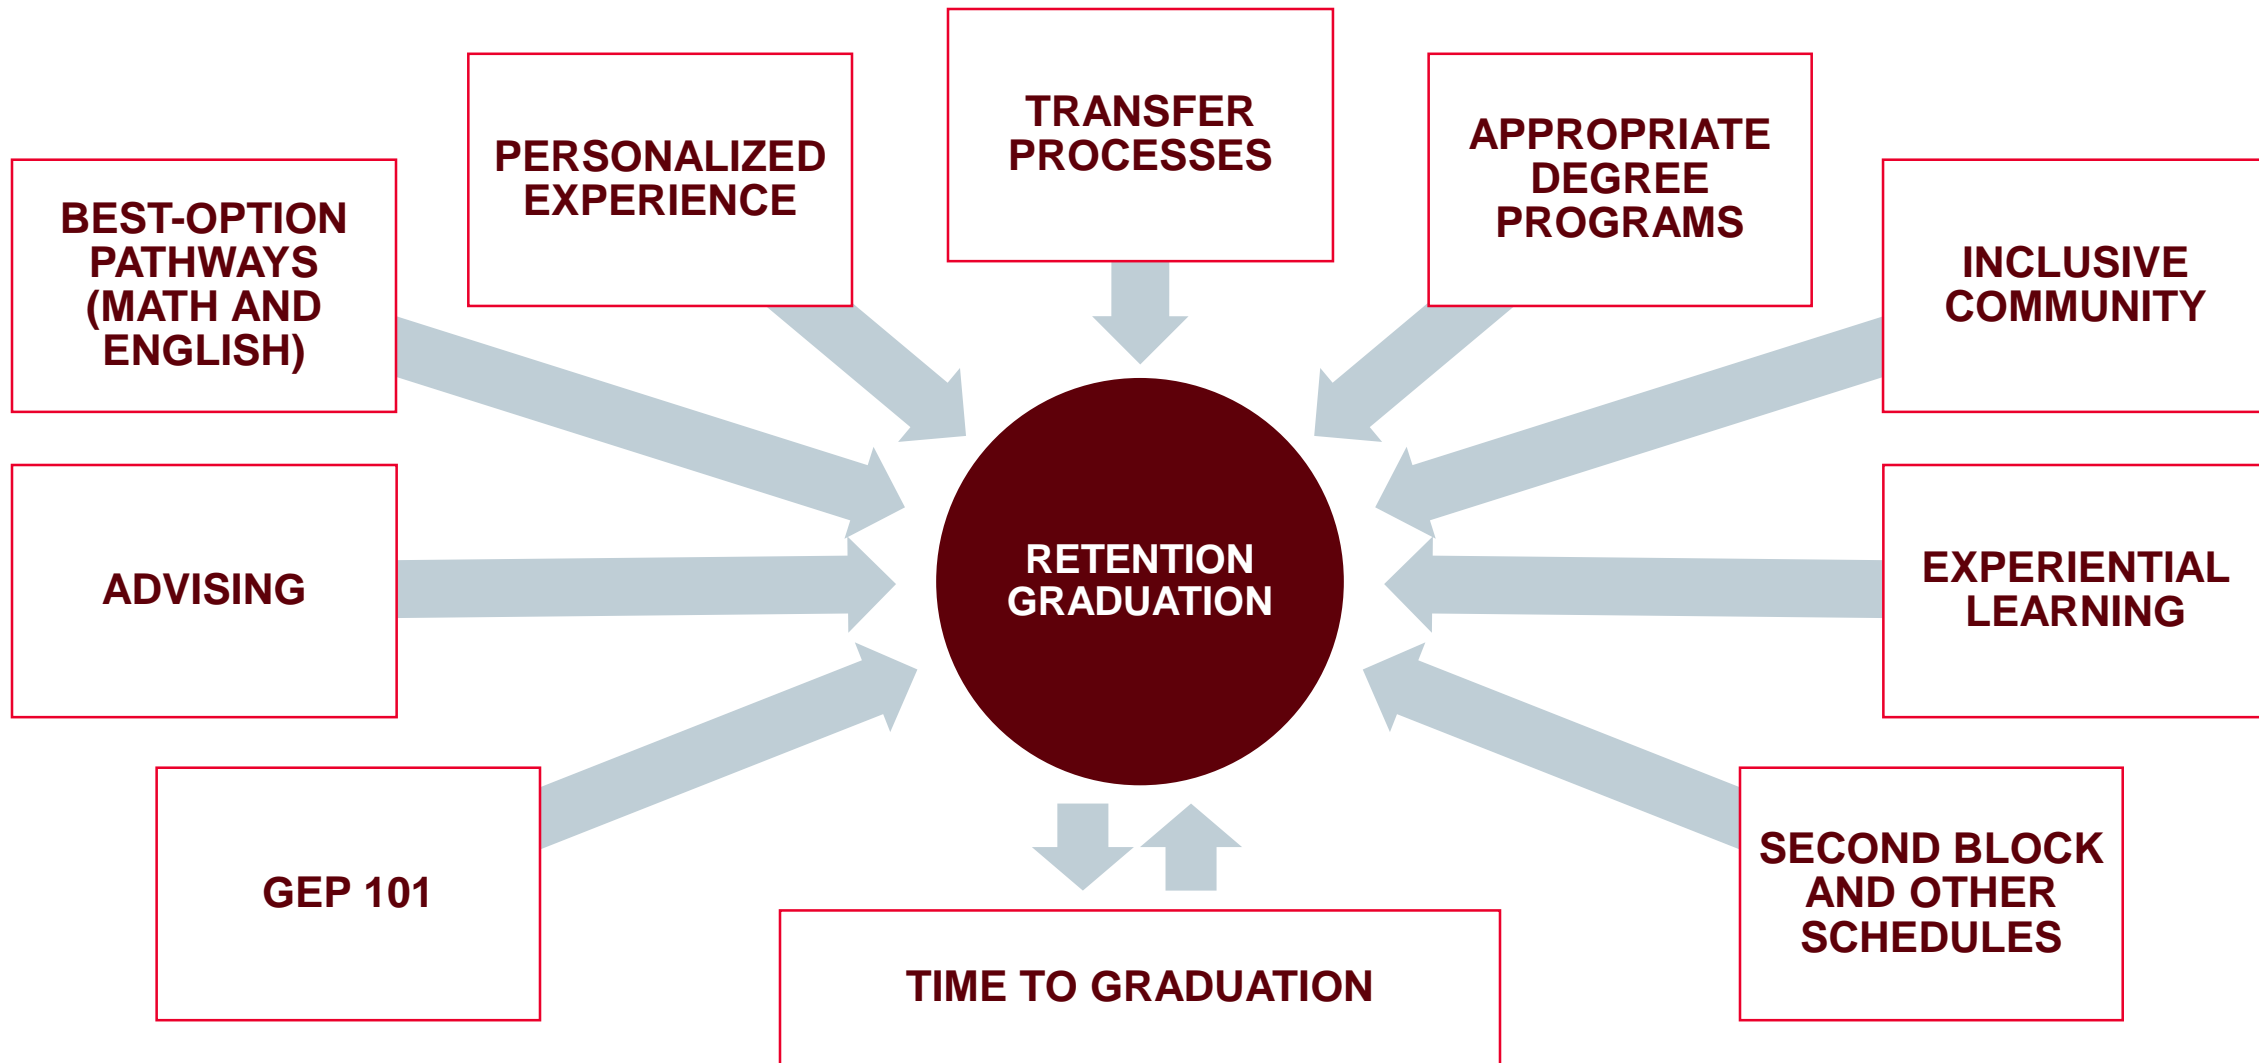 TRANSFER
PROCESSES
PERSONALIZED
EXPERIENCE
APPROPRIATE
DEGREE
PROGRAMS
BEST-OPTION
PATHWAYS
(MATH AND
ENGLISH)
INCLUSIVE
COMMUNITY
ADVISING
RETENTION
GRADUATION
EXPERIENTIAL
LEARNING
GEP 101
SECOND BLOCK
AND OTHER
SCHEDULES
TIME TO GRADUATION